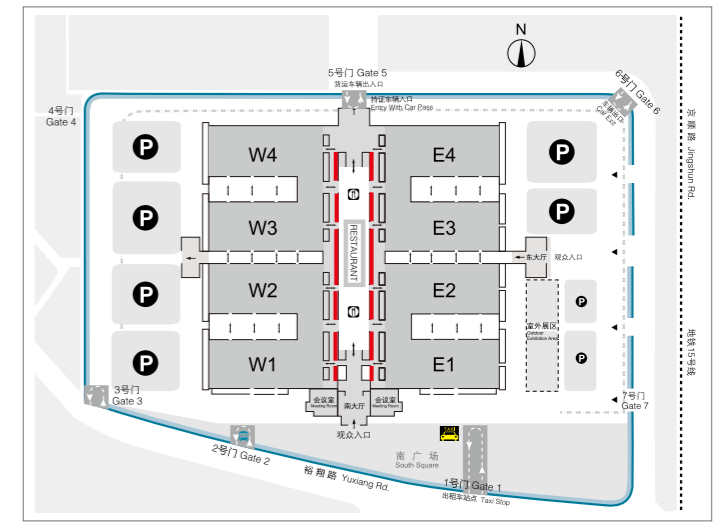 N
5号门 Gate 5
货运车辆出入口
持证车辆入口
Entry With Car Pass
6号门 Gate 6
车辆出口
Car Exit
4号门
Gate 4
京顺路 Jingshun Rd.
P
P
P
P
P
P
P
P
W4
E4
W3
E3
RESTAURANT
东大厅
观众入口
W2
E2
室外展区
Outdoor
Exhibition Area
地铁15号线
W1
E1
3号门
Gate 3
会议室
Meeting Room
南大厅
会议室
Meeting Room
7号门
Gate 7
观众入口
TAXI
2号门 Gate 2
南广场
South Square
裕翔路 Yuxiang Rd.
1号门 Gate 1
出租车站点 Taxi Stop